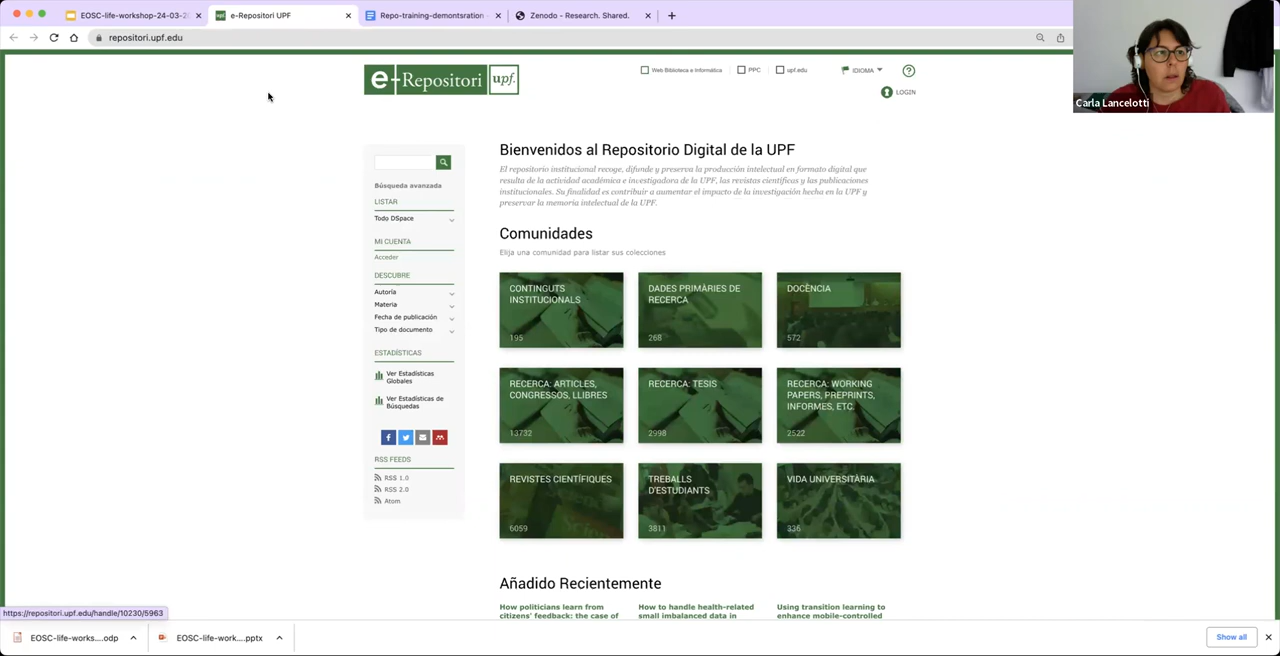 EOSC-life-workshop-24-03-20
e-Repositori UPF
Repo-training-demontsration -
Zenodo - Research. Shared.
repositori.upf.edu
Carla Lancelotti
e-Repositori upf.
Web Biblioteca e Informàtica
PPC
upf.edu
IDIOMA
LOGIN
Búsqueda avanzada
LISTAR
Todo DSpace
MI CUENTA
Acceder
DESCUBRE
Autoría
Materia
Fecha de publicación
Tipo de documento
ESTADÍSTICAS
Ver Estadísticas
Globales
Ver Estadísticas de
Búsquedas
RSS FEEDS
RSS 1.0
RSS 2.0
Atom
Bienvenidos al Repositorio Digital de la UPF
El repositorio institucional recoge, difunde y preserva la producción intelectual en formato digital que
resulta de la actividad académica e investigadora de la UPF, las revistas científicas y las publicaciones
institucionales. Su finalidad es contribuir a aumentar el impacto de la investigación hecha en la UPF y
preservar la memoria intelectual de la UPF.
Comunidades
Elija una comunidad para listar sus colecciones
CONTINGUTS
INSTITUCIONALS
195
DADES PRIMÀRIES DE
RECERCA
268
DOCÈNCIA
572
RECERCA: ARTICLES,
CONGRESSOS, LLIBRES
13732
RECERCA: TESIS
2998
RECERCA: WORKING
PAPERS, PREPRINTS,
INFORMES, ETC.
2522
REVISTES CIENTÍFIQUES
6059
TREBALLS
D'ESTUDIANTS
3811
VIDA UNIVERSITÀRIA
336
Añadido Recientemente
How politicians learn from
citizens' feedback: the case of
How to handle health-related
small imbalanced data in
Using transition learning to
enhance mobile-controlled
https://repositori.upf.edu/handle/10230/5963
EOSC-life-works....odp
EOSC-life-work....pptx
Show all